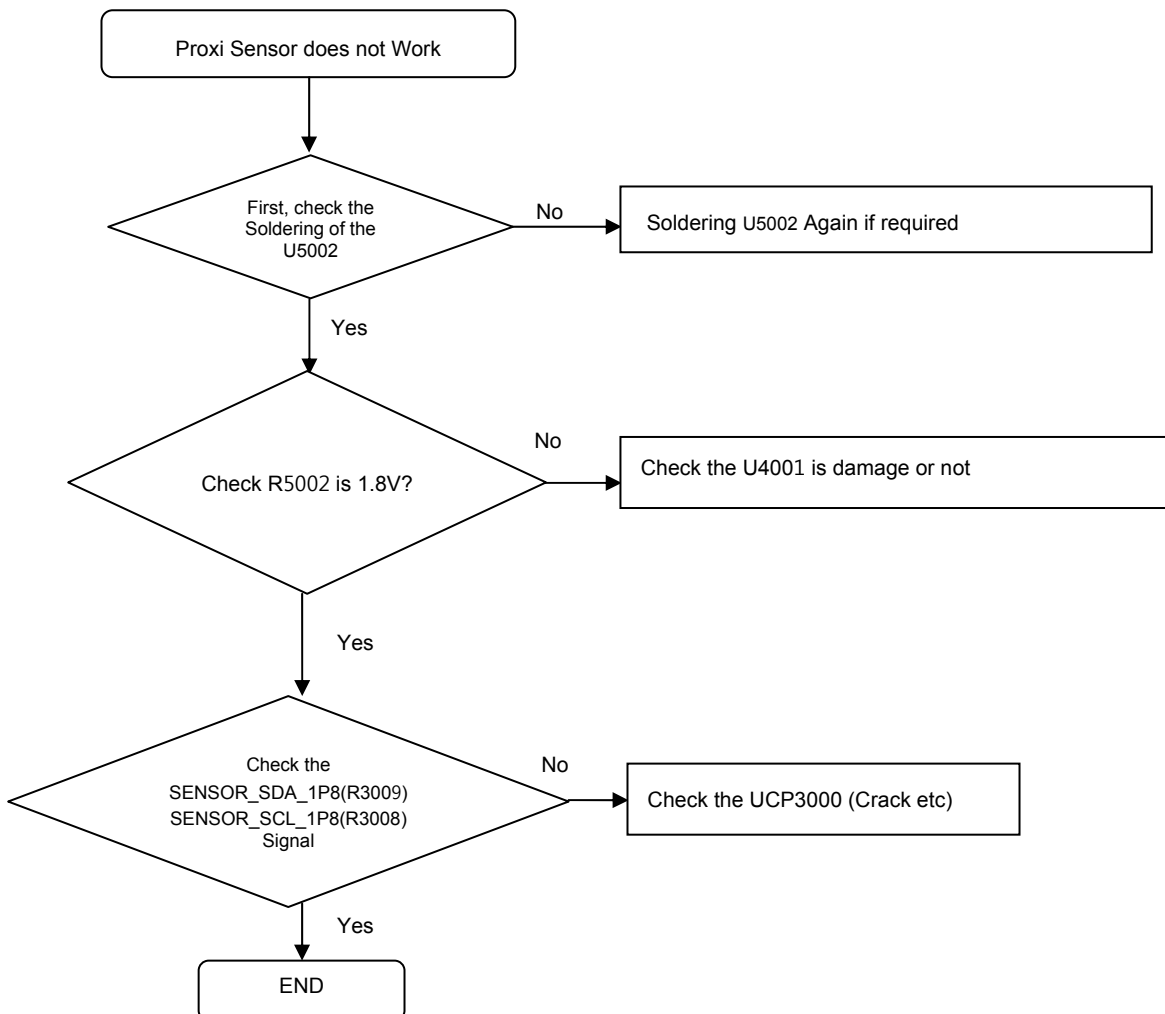 Proxi Sensor does not Work
First, check the
Soldering of the
U5002
No
Soldering U5002 Again if required
Yes
No
Check R5002 is 1.8V?
Check the U4001 is damage or not
Yes
Check the
SENSOR_SDA_1P8(R3009)
SENSOR_SCL_1P8(R3008)
Signal
No
Check the UCP3000 (Crack etc)
Yes
END